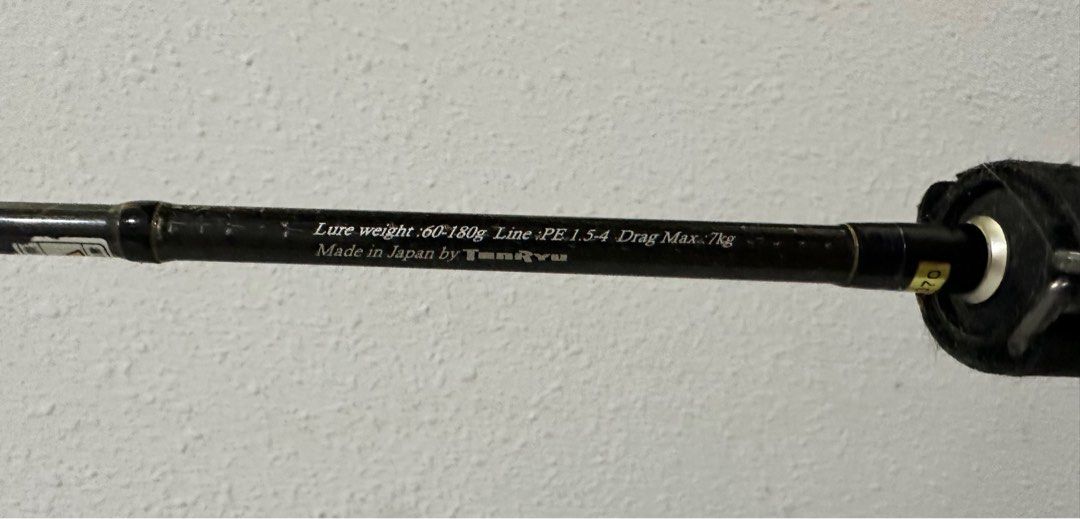 Lure weight :60-180g Line :PE 1.5-4 Drag Max.:7kg
Made in Japan by TenRyu